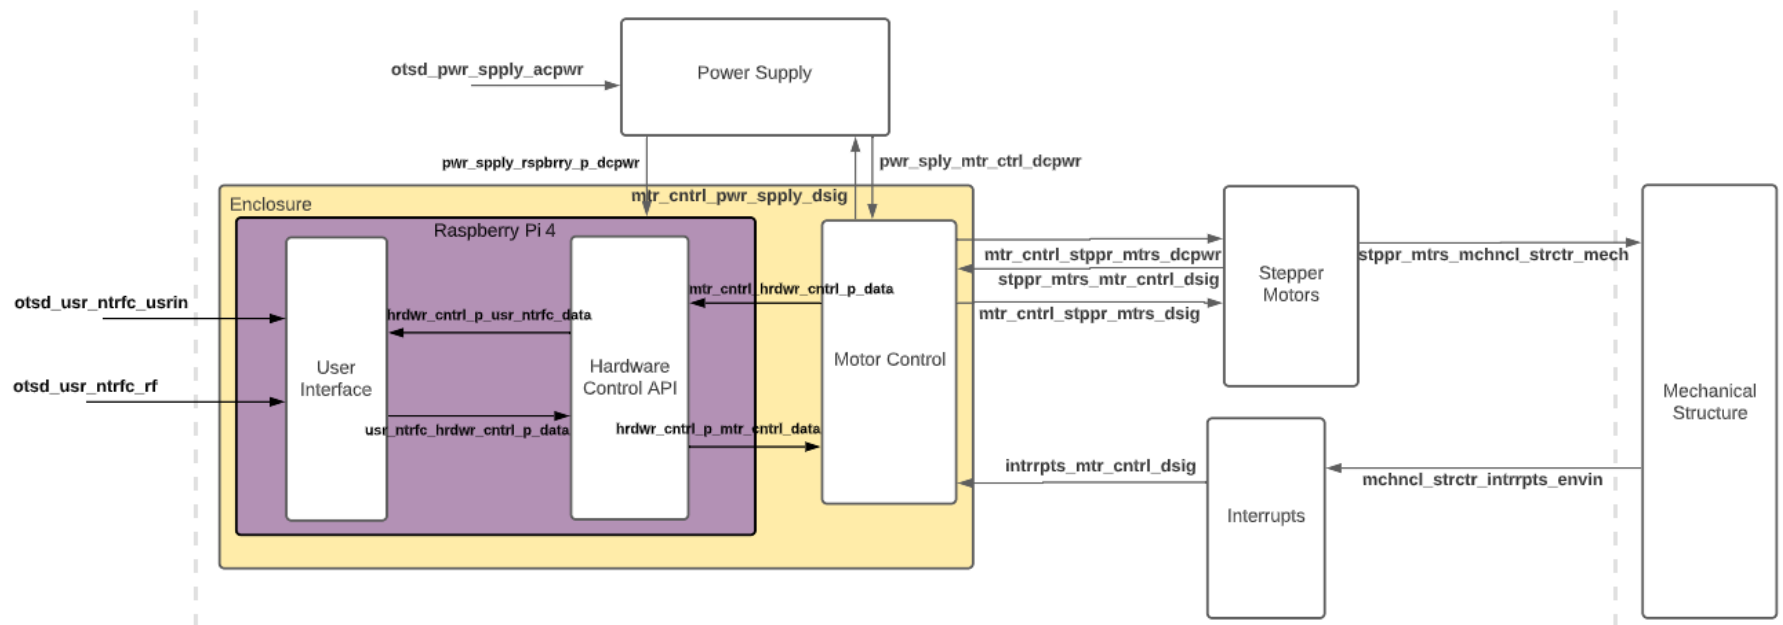 Power Supply
otsd_pwr_spply_acpwr
pwr_spply_rspbrry_p_dcpwr
pwr_sply_mtr_ctrl_dcpwr
mtr_cntrl_pwr_spply_dsig
Enclosure
Raspberry Pi 4
otsd_usr_ntrfc_usrin
otsd_usr_ntrfc_rf
User
Interface
hrdwr_cntrl_p_usr_ntrfc_data
usr_ntrfc_hrdwr_cntrl_p_data
Hardware
Control API
mtr_cntrl_hrdwr_cntrl_p_data
hrdwr_cntrl_p_mtr_cntrl_data
Motor Control
mtr_cntrl_stppr_mtrs_dcpwr
stppr_mtrs_mtr_cntrl_dsig
mtr_cntrl_stppr_mtrs_dsig
Stepper
Motors
stppr_mtrs_mchncl_strctr_mech
intrrpts_mtr_cntrl_dsig
Interrupts
mchncl_strctr_intrrpts_envin
Mechanical
Structure